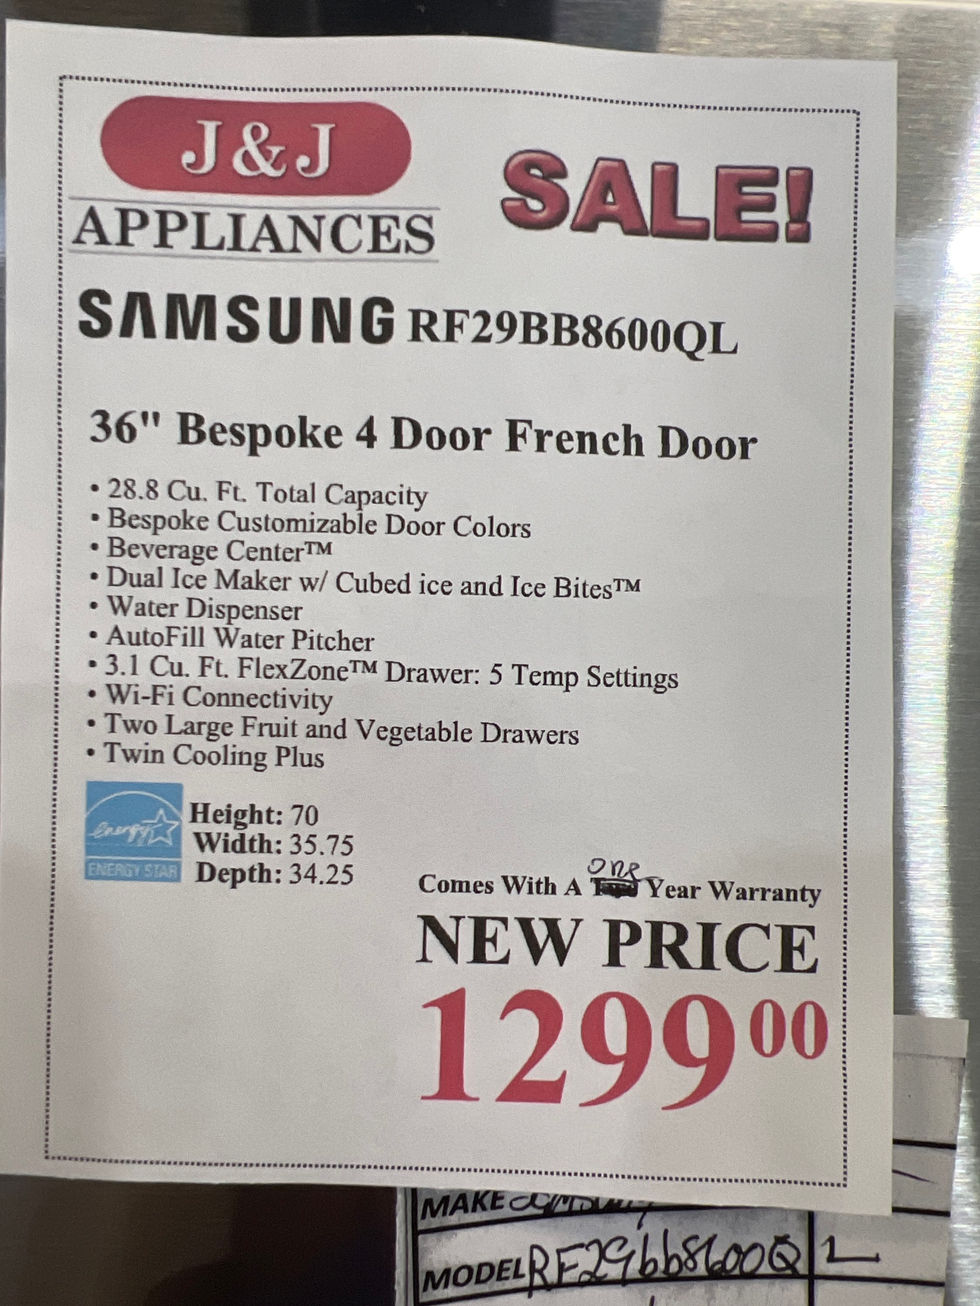 J&J
APPLIANCES
SALE!
SAMSUNG RF29BB8600QL
36" Bespoke 4 Door French Door
• 28.8 Cu. Ft. Total Capacity
• Bespoke Customizable Door Colors
• Beverage Center™
• Dual Ice Maker w/ Cubed ice and Ice Bites™
• Water Dispenser
• AutoFill Water Pitcher
• 3.1 Cu. Ft. FlexZone™ Drawer: 5 Temp Settings
• Wi-Fi Connectivity
• Two Large Fruit and Vegetable Drawers
• Twin Cooling Plus
energy
ENERGY STAR
Height: 70
Width: 35.75
Depth: 34.25
one
Comes With A Year Warranty
NEW PRICE
1299 00
MAKE Samsung
MODEL RF29bb8600Q L